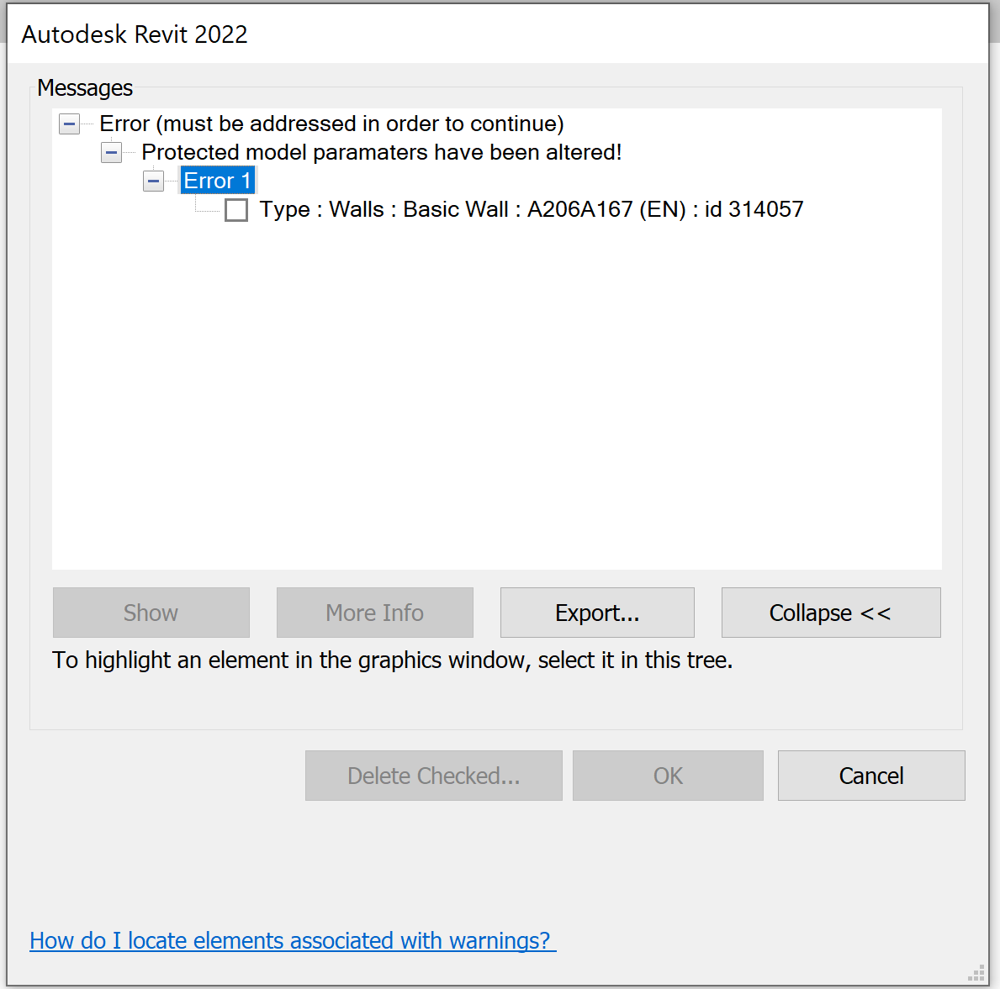 Autodesk Revit 2022
Messages
Error (must be addressed in order to continue)
Protected model paramaters have been altered!
Error 1
Type : Walls : Basic Wall : A206A167 (EN) : id 314057
Show More Info Export... Collapse <<
To highlight an element in the graphics window, select it in this tree.
Delete Checked... OK Cancel
How do I locate elements associated with warnings?